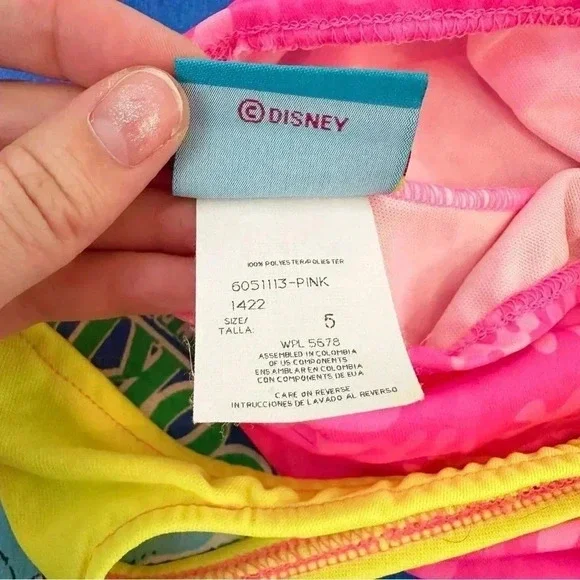 © DISNEY
100% POLYESTER/POLIESTER
6051113-PINK
1422
SIZE/
TALLA: 5
WPL 5678
ASSEMBLED IN COLOMBIA
OF US COMPONENTS
ENSAMBLAR EN COLOMBIA
CON COMPONENTS DE EUA
CARE ON REVERSE
INTRUCCIONES DE LAVADO AL REVERSO